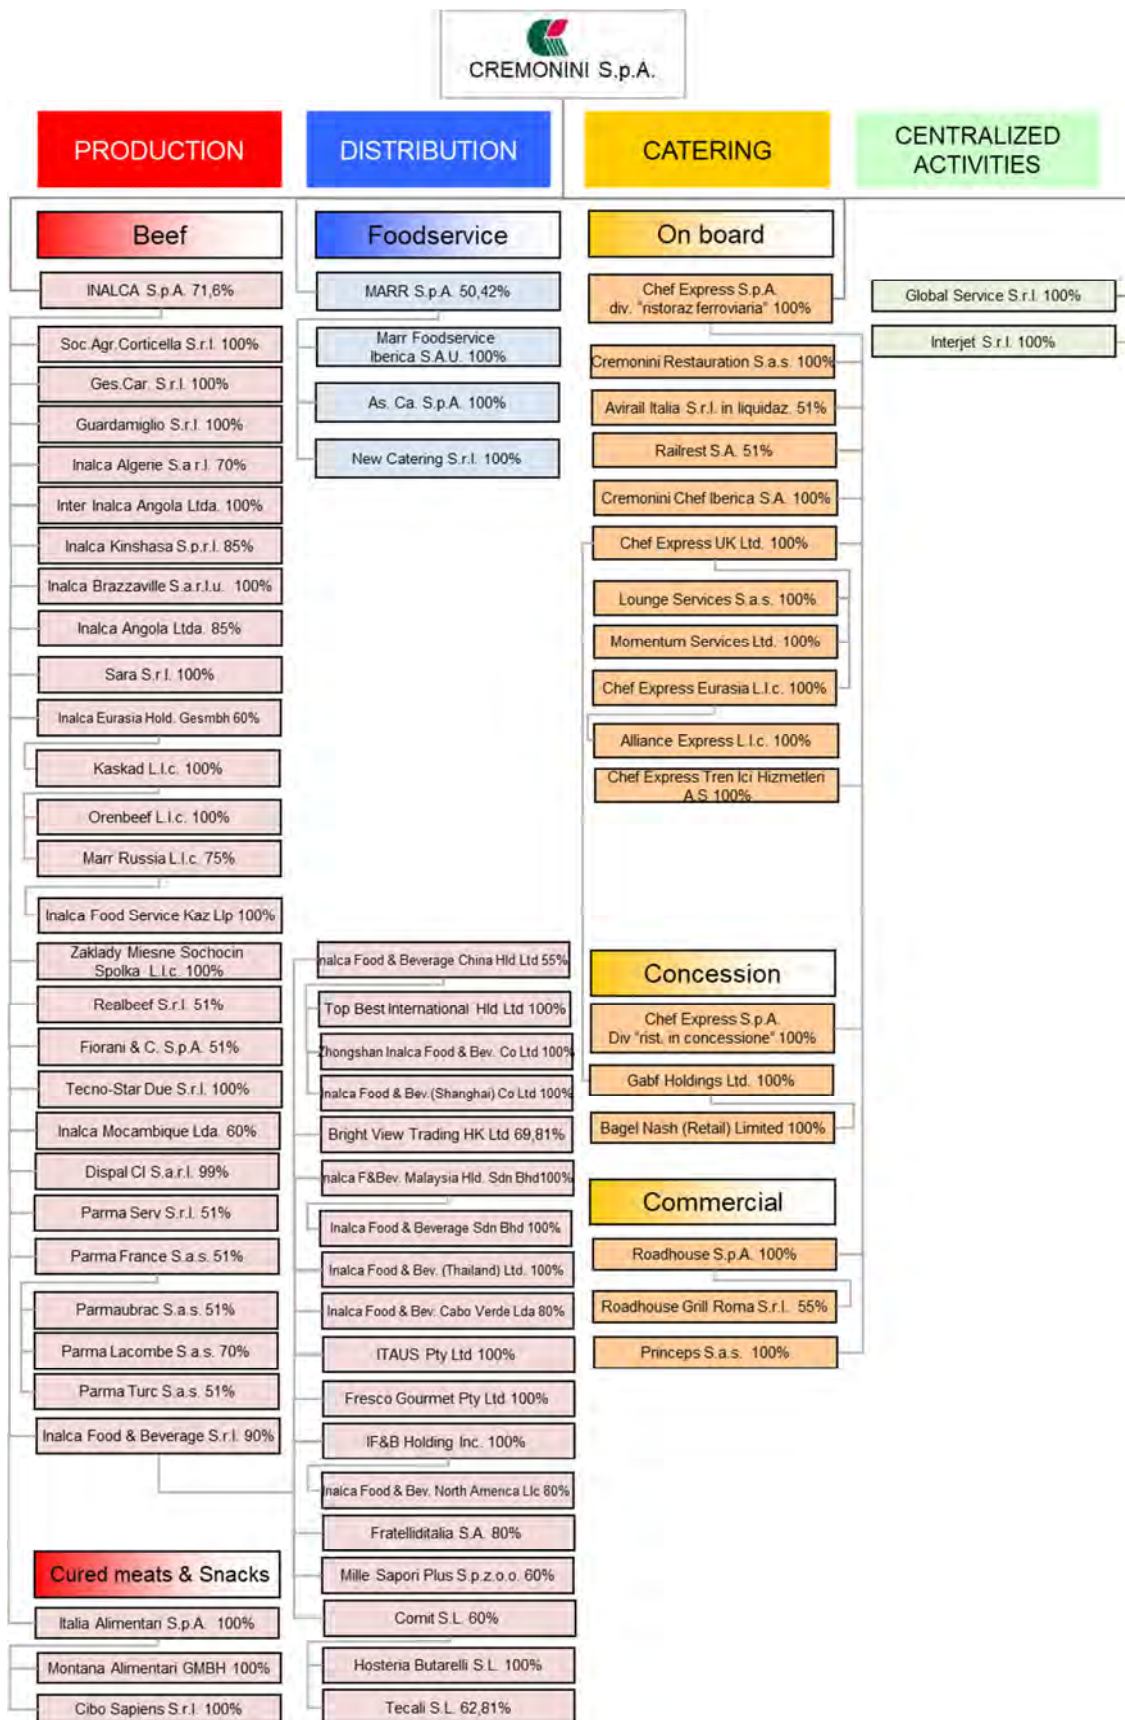 CREMONINI S.p.A.
PRODUCTION
DISTRIBUTION
CATERING
CENTRALIZED
ACTIVITIES
Beef
INALCA S.p.A. 71,6%
Soc.Agr.Corticella S.r.l. 100%
Ges.Car. S.r.l. 100%
Guardamiglio S.r.l. 100%
Inalca Algerie S.a r.l. 70%
Inter Inalca Angola Ltda. 100%
Inalca Kinshasa S.p.r.l. 85%
Inalca Brazzaville S.a.r.l.u. 100%
Inalca Angola Ltda. 85%
Sara S.r.l. 100%
Inalca Eurasia Hold. Gesmbh 60%
Kaskad L.l.c. 100%
Orenbeef L.l.c. 100%
Marr Russia L.l.c. 75%
Inalca Food Service Kaz Llp 100%
Zaklady Miesne Sochocin
Spolka L.l.c. 100%
Realbeef S.r.l. 51%
Fiorani & C. S.p.A. 51%
Tecno-Star Due S.r.l. 100%
Inalca Mocambique Lda. 60%
Dispal CI S.a.r.l. 99%
Parma Serv S.r.l. 51%
Parma France S.a.s. 51%
Parmaubrac S.a.s. 51%
Parma Lacombe S.a.s. 70%
Parma Turc S.a.s. 51%
Inalca Food & Beverage S.r.l. 90%
Cured meats & Snacks
Italia Alimentari S.p.A. 100%
Montana Alimentari GMBH 100%
Cibo Sapiens S.r.l. 100%
Foodservice
MARR S.p.A. 50,42%
Marr Foodservice
Iberica S.A.U. 100%
As. Ca. S.p.A. 100%
New Catering S.r.l. 100%
Inalca Food & Beverage China Hld Ltd 55%
Top Best International Hld Ltd 100%
Zhongshan Inalca Food & Bev. Co Ltd 100%
Inalca Food & Bev.(Shanghai) Co Ltd 100%
Bright View Trading HK Ltd 69,81%
Inalca F&Bev. Malaysia Hld. Sdn Bhd100%
Inalca Food & Beverage Sdn Bhd 100%
Inalca Food & Bev. (Thailand) Ltd. 100%
Inalca Food & Bev. Cabo Verde Lda 80%
ITAUS Pty Ltd 100%
Fresco Gourmet Pty Ltd 100%
IF&B Holding Inc. 100%
Inalca Food & Bev. North America Llc 80%
Fratelliditalia S.A. 80%
Mille Sapori Plus S.p.z.o.o. 60%
Comit S.L. 60%
Hosteria Butarelli S.L. 100%
Tecali S.L. 62,81%
On board
Chef Express S.p.A.
div. "ristoraz ferroviaria" 100%
Cremonini Restauration S.a.s. 100%
Avirail Italia S.r.l. in liquidaz. 51%
Railrest S.A. 51%
Cremonini Chef Iberica S.A. 100%
Chef Express UK Ltd. 100%
Lounge Services S.a.s. 100%
Momentum Services Ltd. 100%
Chef Express Eurasia L.l.c. 100%
Alliance Express L.l.c. 100%
Chef Express Tren Ici Hizmetleri
A.S 100%
Concession
Chef Express S.p.A.
Div "rist. in concessione" 100%
Gabf Holdings Ltd. 100%
Bagel Nash (Retail) Limited 100%
Commercial
Roadhouse S.p.A. 100%
Roadhouse Grill Roma S.r.l. 55%
Princeps S.a.s. 100%
Global Service S.r.l. 100%
Interjet S.r.l. 100%